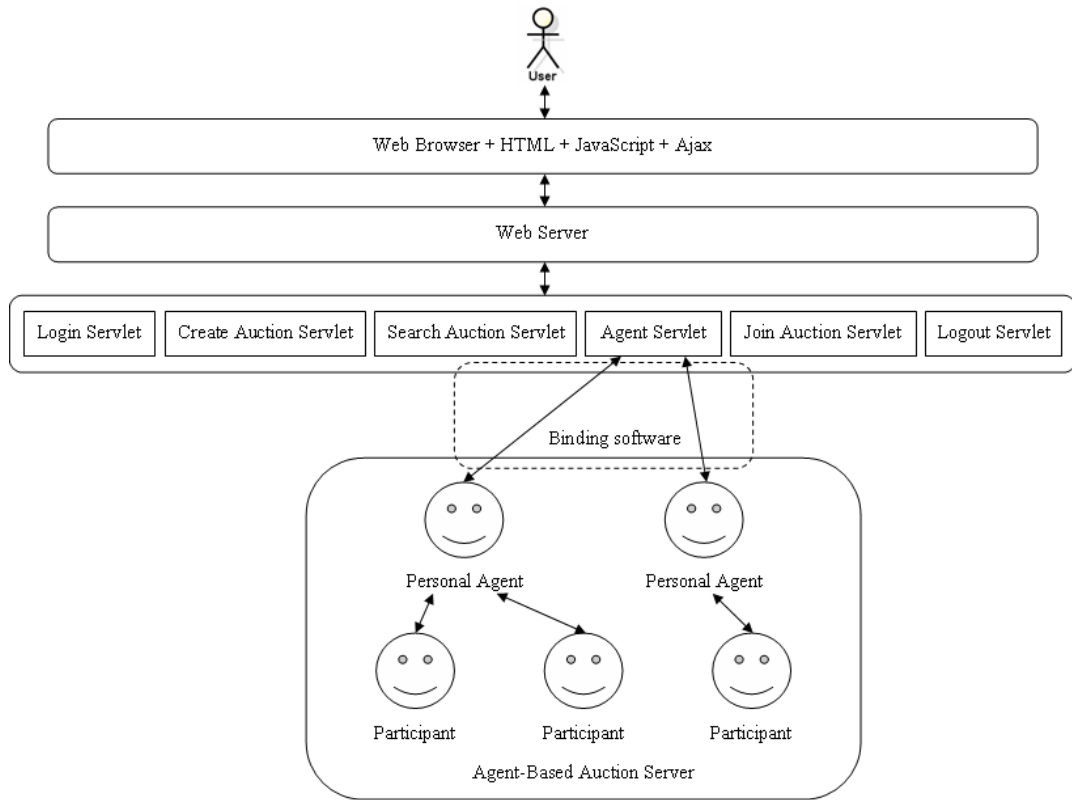 User
Web Browser + HTML + JavaScript + Ajax
Web Server
Login Servlet
Create Auction Servlet
Search Auction Servlet
Agent Servlet
Join Auction Servlet
Logout Servlet
Binding software
Personal Agent
Personal Agent
Participant
Participant
Participant
Agent-Based Auction Server